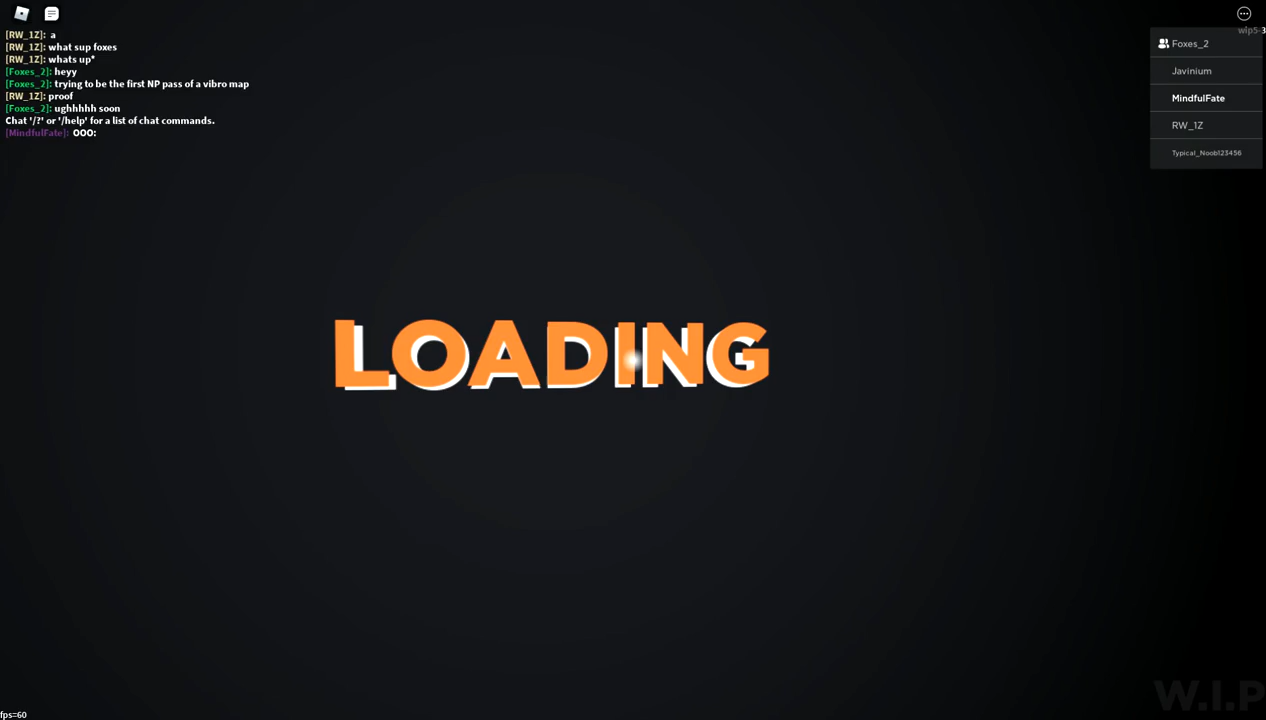 [RW_1Z]: a
[RW_1Z]: what sup foxes
[RW_1Z]: whats up*
[Foxes_2]: heyy
[Foxes_2]: trying to be the first NP pass of a vibro map
[RW_1Z]: proof
[Foxes_2]: ughhhhh soon
Chat '/?' or '/help' for a list of chat commands.
[MindfulFate]: OOO:
wip5-3
Foxes_2
Javinium
MindfulFate
RW_1Z
Typical_Noob123456
LOADING
W.I.P
fps=60